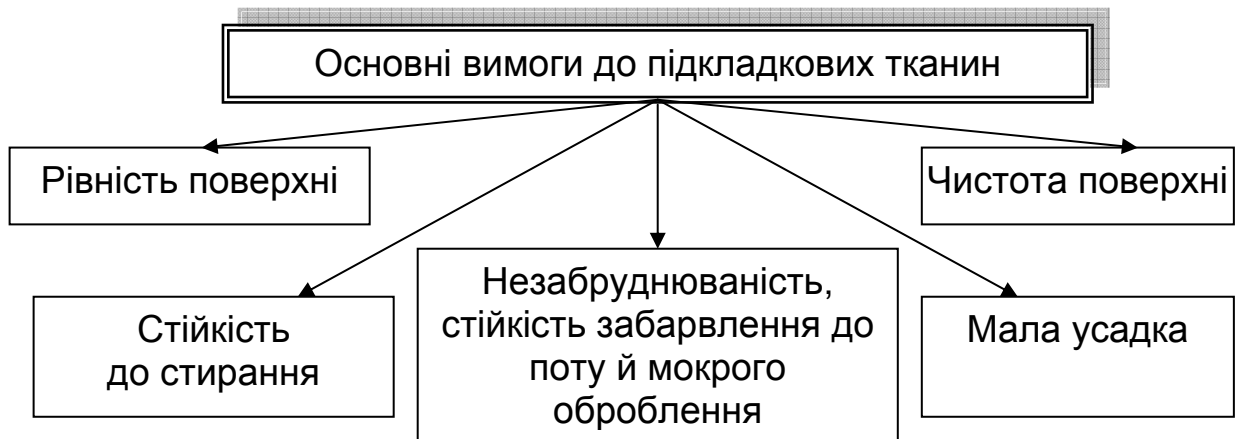 Основні вимоги до підкладкових тканин
Рівність поверхні
Чистота поверхні
Стійкість
до стирання
Незабруднюваність,
стійкість забарвлення до
поту й мокрого
оброблення
Мала усадка